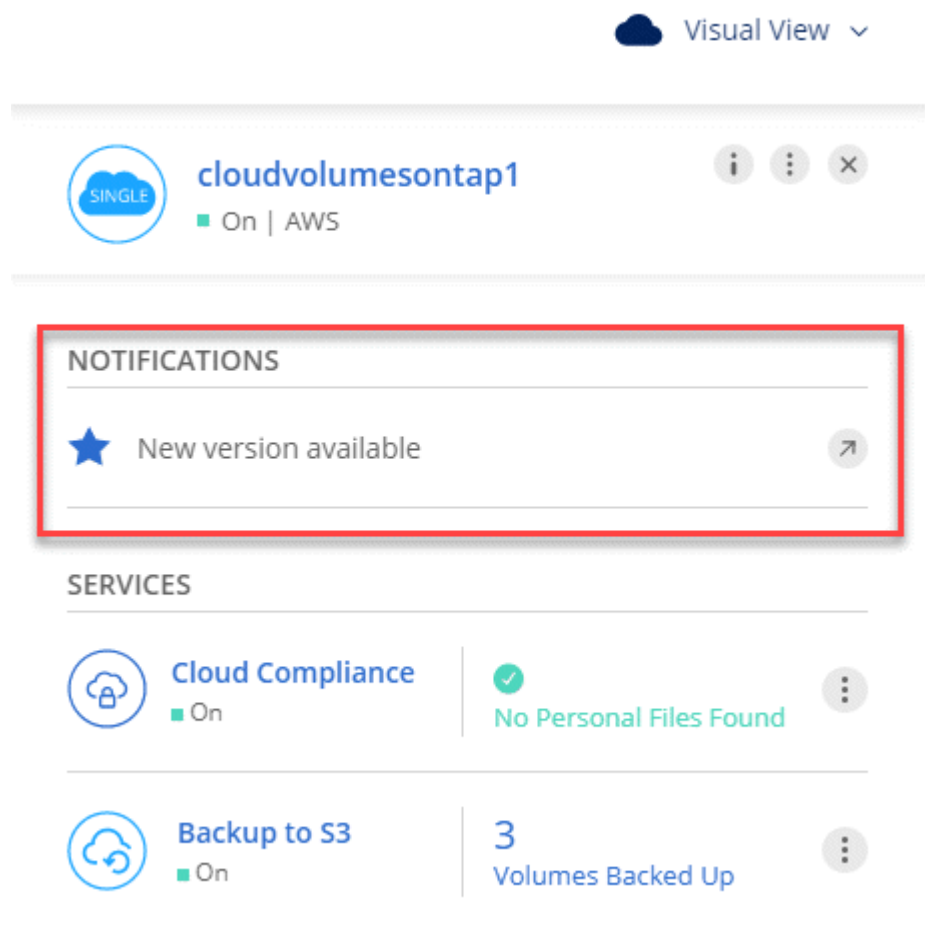 Visual View
SINGLE
cloudvolumesontap1
On | AWS
NOTIFICATIONS
New version available
SERVICES
Cloud Compliance
On
No Personal Files Found
Backup to S3
On
3
Volumes Backed Up